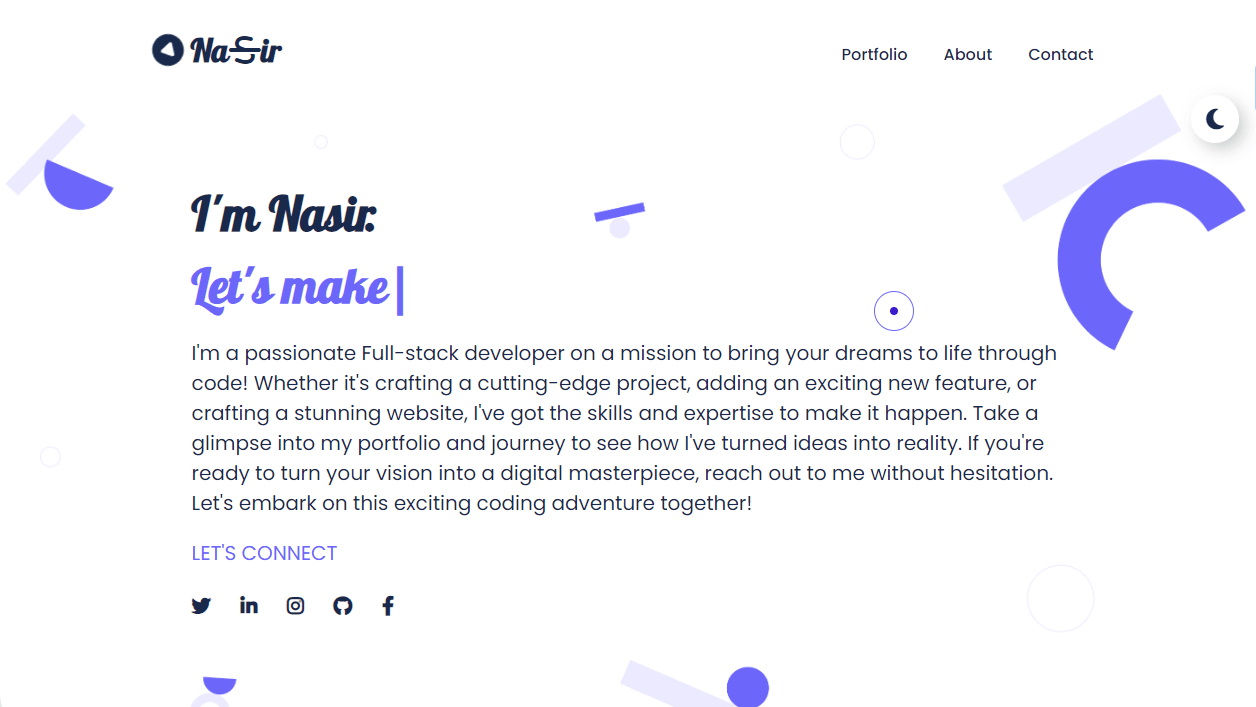 NaSir
Portfolio
About
Contact
I'm Nasir.
Let's make
I'm a passionate Full-stack developer on a mission to bring your dreams to life through
code! Whether it's crafting a cutting-edge project, adding an exciting new feature, or
crafting a stunning website, I've got the skills and expertise to make it happen. Take a
glimpse into my portfolio and journey to see how I've turned ideas into reality. If you're
ready to turn your vision into a digital masterpiece, reach out to me without hesitation.
Let's embark on this exciting coding adventure together!
LET'S CONNECT